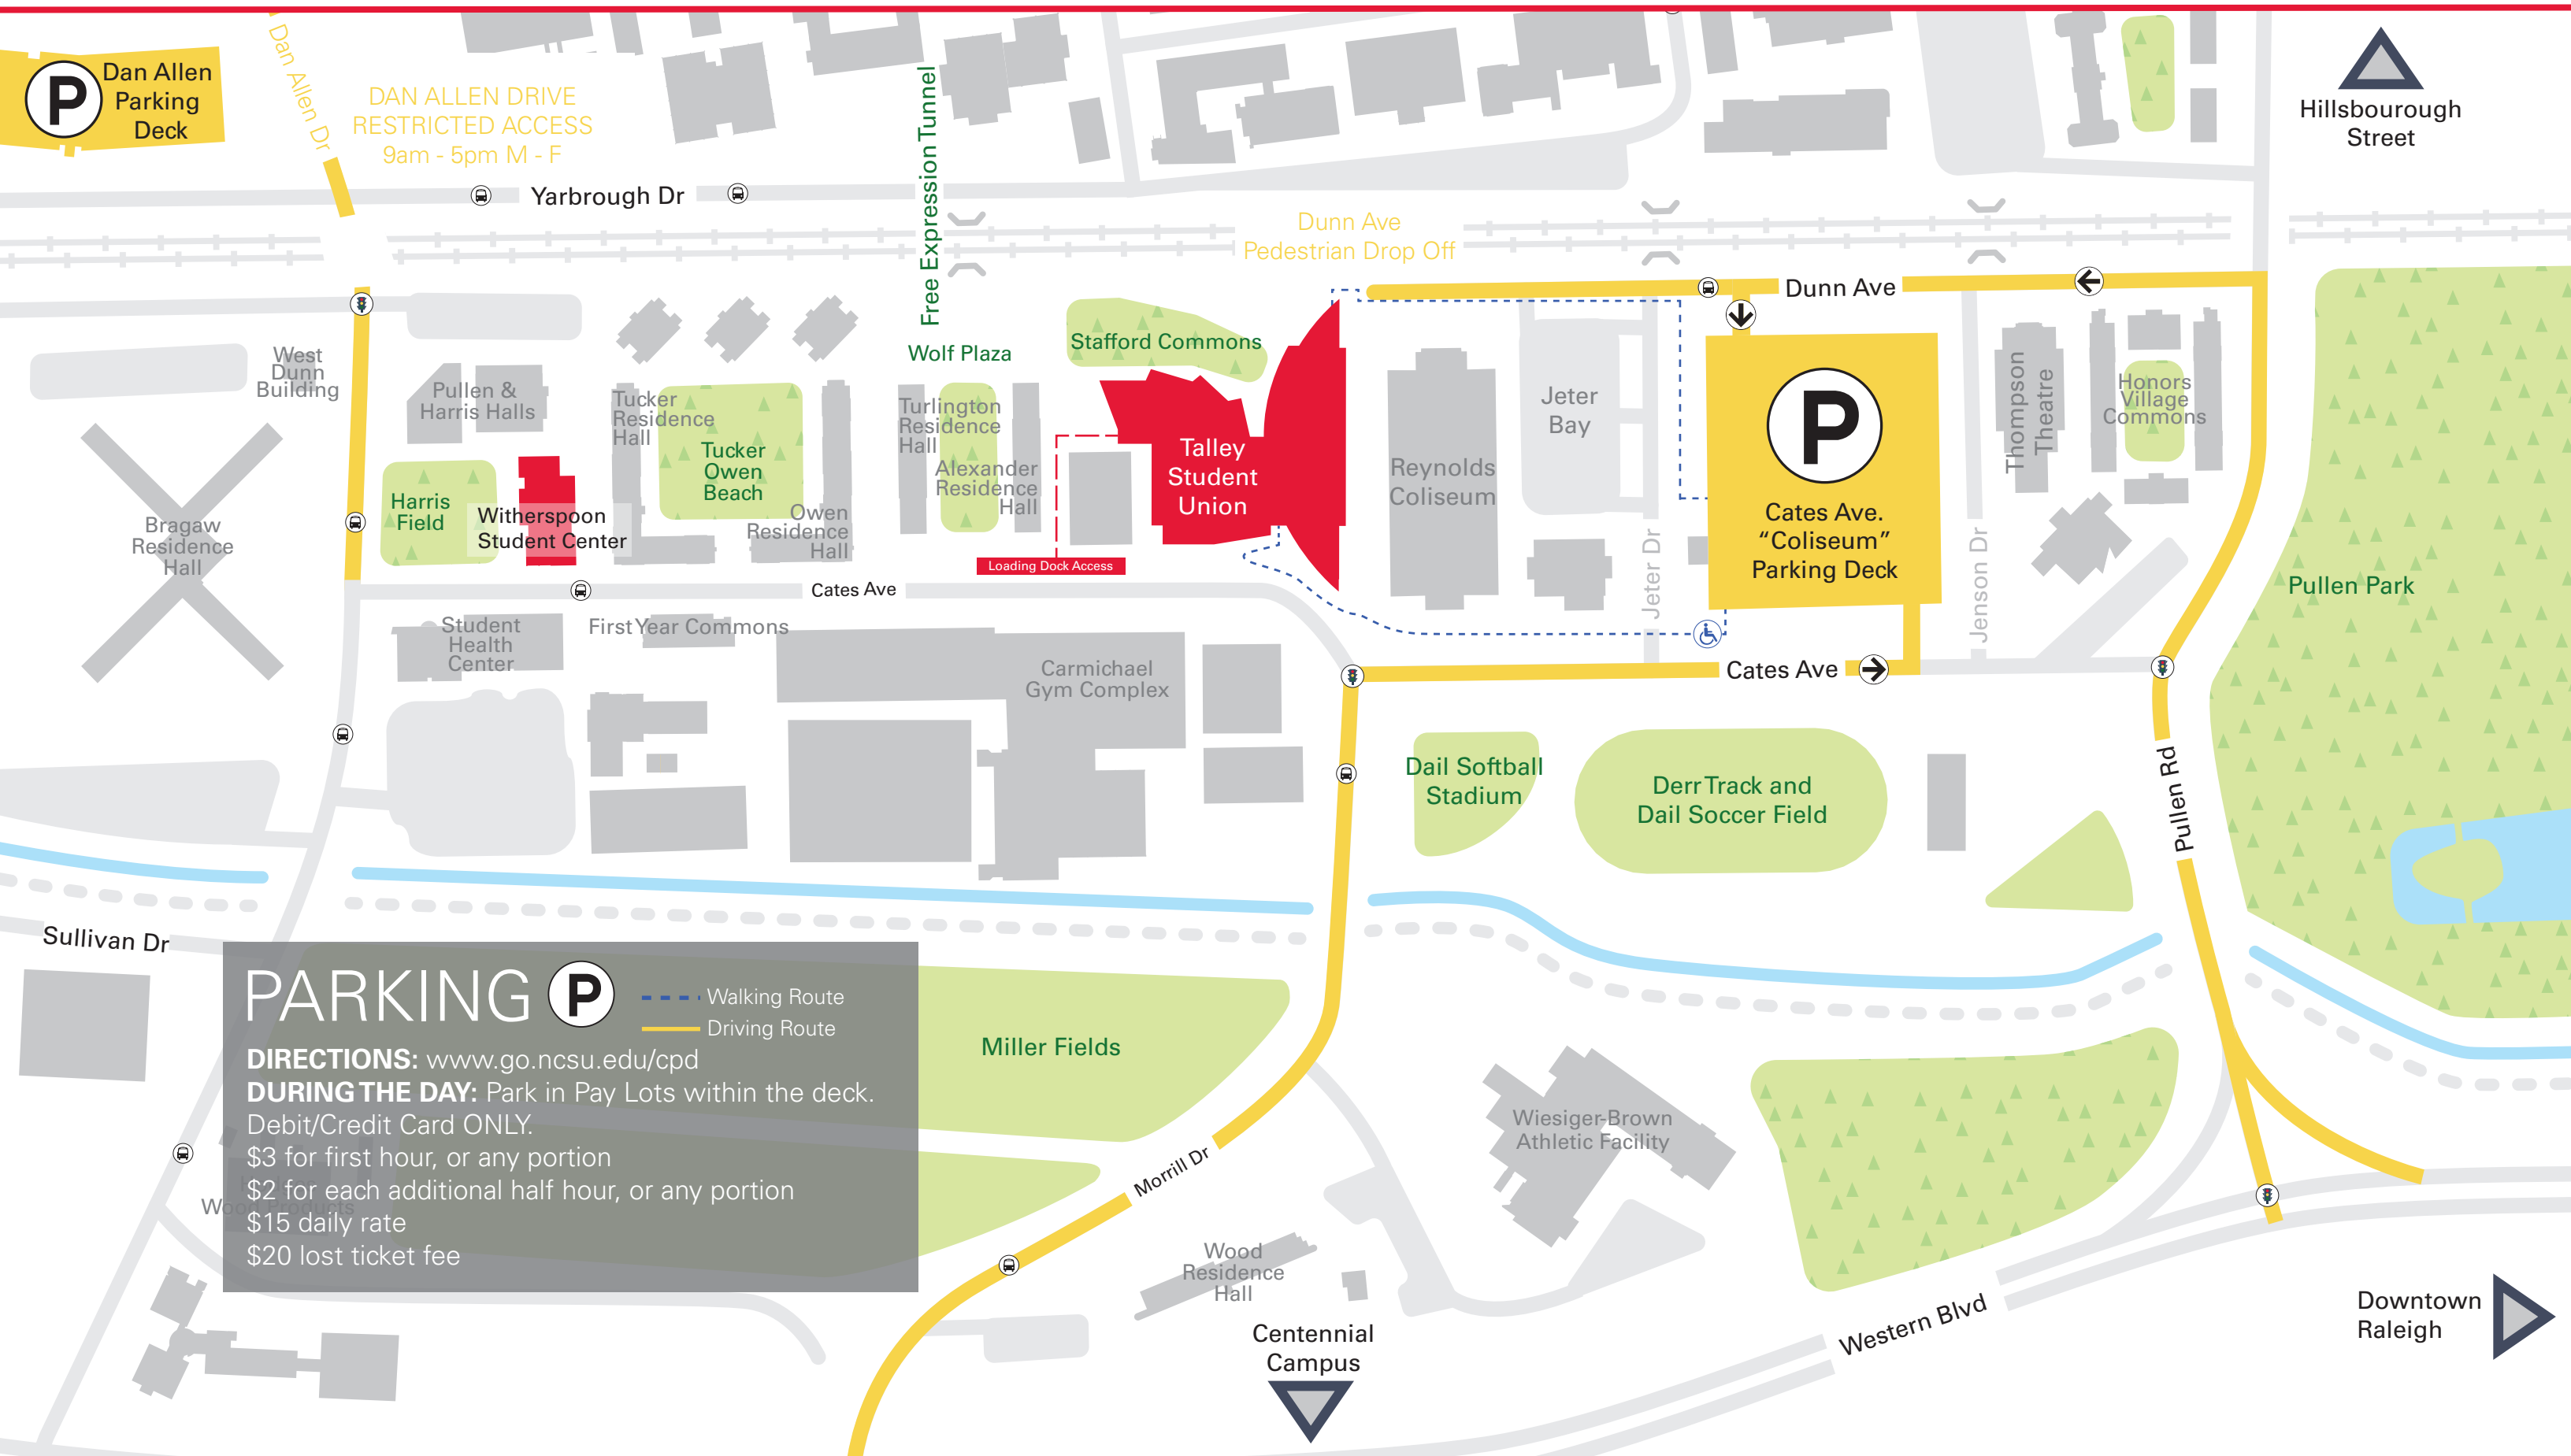 P
Dan Allen
Parking
Deck
Dan Allen Dr
DAN ALLEN DRIVE
RESTRICTED ACCESS
9am - 5pm M - F
Free Expression Tunnel
Hillsbourough
Street
Yarbrough Dr
Dunn Ave
Pedestrian Drop Off
Dunn Ave
West
Dunn
Building
Pullen &
Harris Halls
Tucker
Residence
Hall
Tucker
Owen
Beach
Owen
Residence
Hall
Wolf Plaza
Turlington
Residence
Hall
Alexander
Residence
Hall
Stafford Commons
Talley
Student
Union
Reynolds
Coliseum
Jeter
Bay
Jeter Dr
P
Cates Ave.
“Coliseum”
Parking Deck
Jenson Dr
Thompson
Theatre
Honors
Village
Commons
Pullen Park
Bragaw
Residence
Hall
Harris
Field
Witherspoon
Student Center
Loading Dock Access
Cates Ave
Student
Health
Center
First Year Commons
Carmichael
Gym Complex
Cates Ave
Dail Softball
Stadium
Derr Track and
Dail Soccer Field
Pullen Rd
Sullivan Dr
PARKING P
Walking Route
Driving Route
DIRECTIONS: www.go.ncsu.edu/cpd
DURING THE DAY: Park in Pay Lots within the deck.
Debit/Credit Card ONLY.
$3 for first hour, or any portion
$2 for each additional half hour, or any portion
Wood Products
$15 daily rate
$20 lost ticket fee
Miller Fields
Morrill Dr
Wiesiger-Brown
Athletic Facility
Wood
Residence
Hall
Centennial
Campus
Western Blvd
Downtown
Raleigh